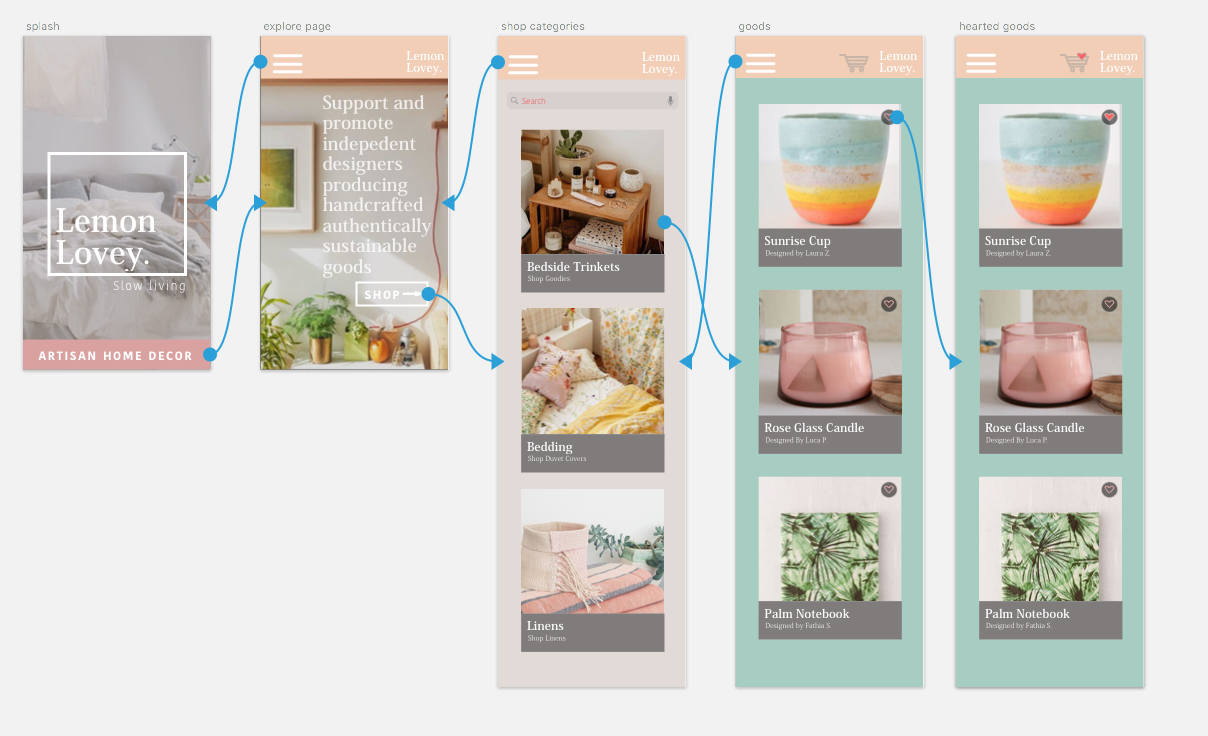 splash
Lemon
Lovey.
Slow living
ARTISAN HOME DECOR
explore page
Lemon
Lovey.
Support and
promote
indepedent
designers
producing
handcrafted
authentically
sustainable
goods
SHOP
shop categories
Lemon
Lovey.
Search
Bedside Trinkets
Shop Goodies
Bedding
Shop Duvet Covers
Linens
Shop Linens
goods
Lemon
Lovey.
Sunrise Cup
Designed by Laura Z.
Rose Glass Candle
Designed By Luca P.
Palm Notebook
Designed by Fathia S.
hearted goods
Lemon
Lovey.
Sunrise Cup
Designed by Laura Z.
Rose Glass Candle
Designed By Luca P.
Palm Notebook
Designed by Fathia S.